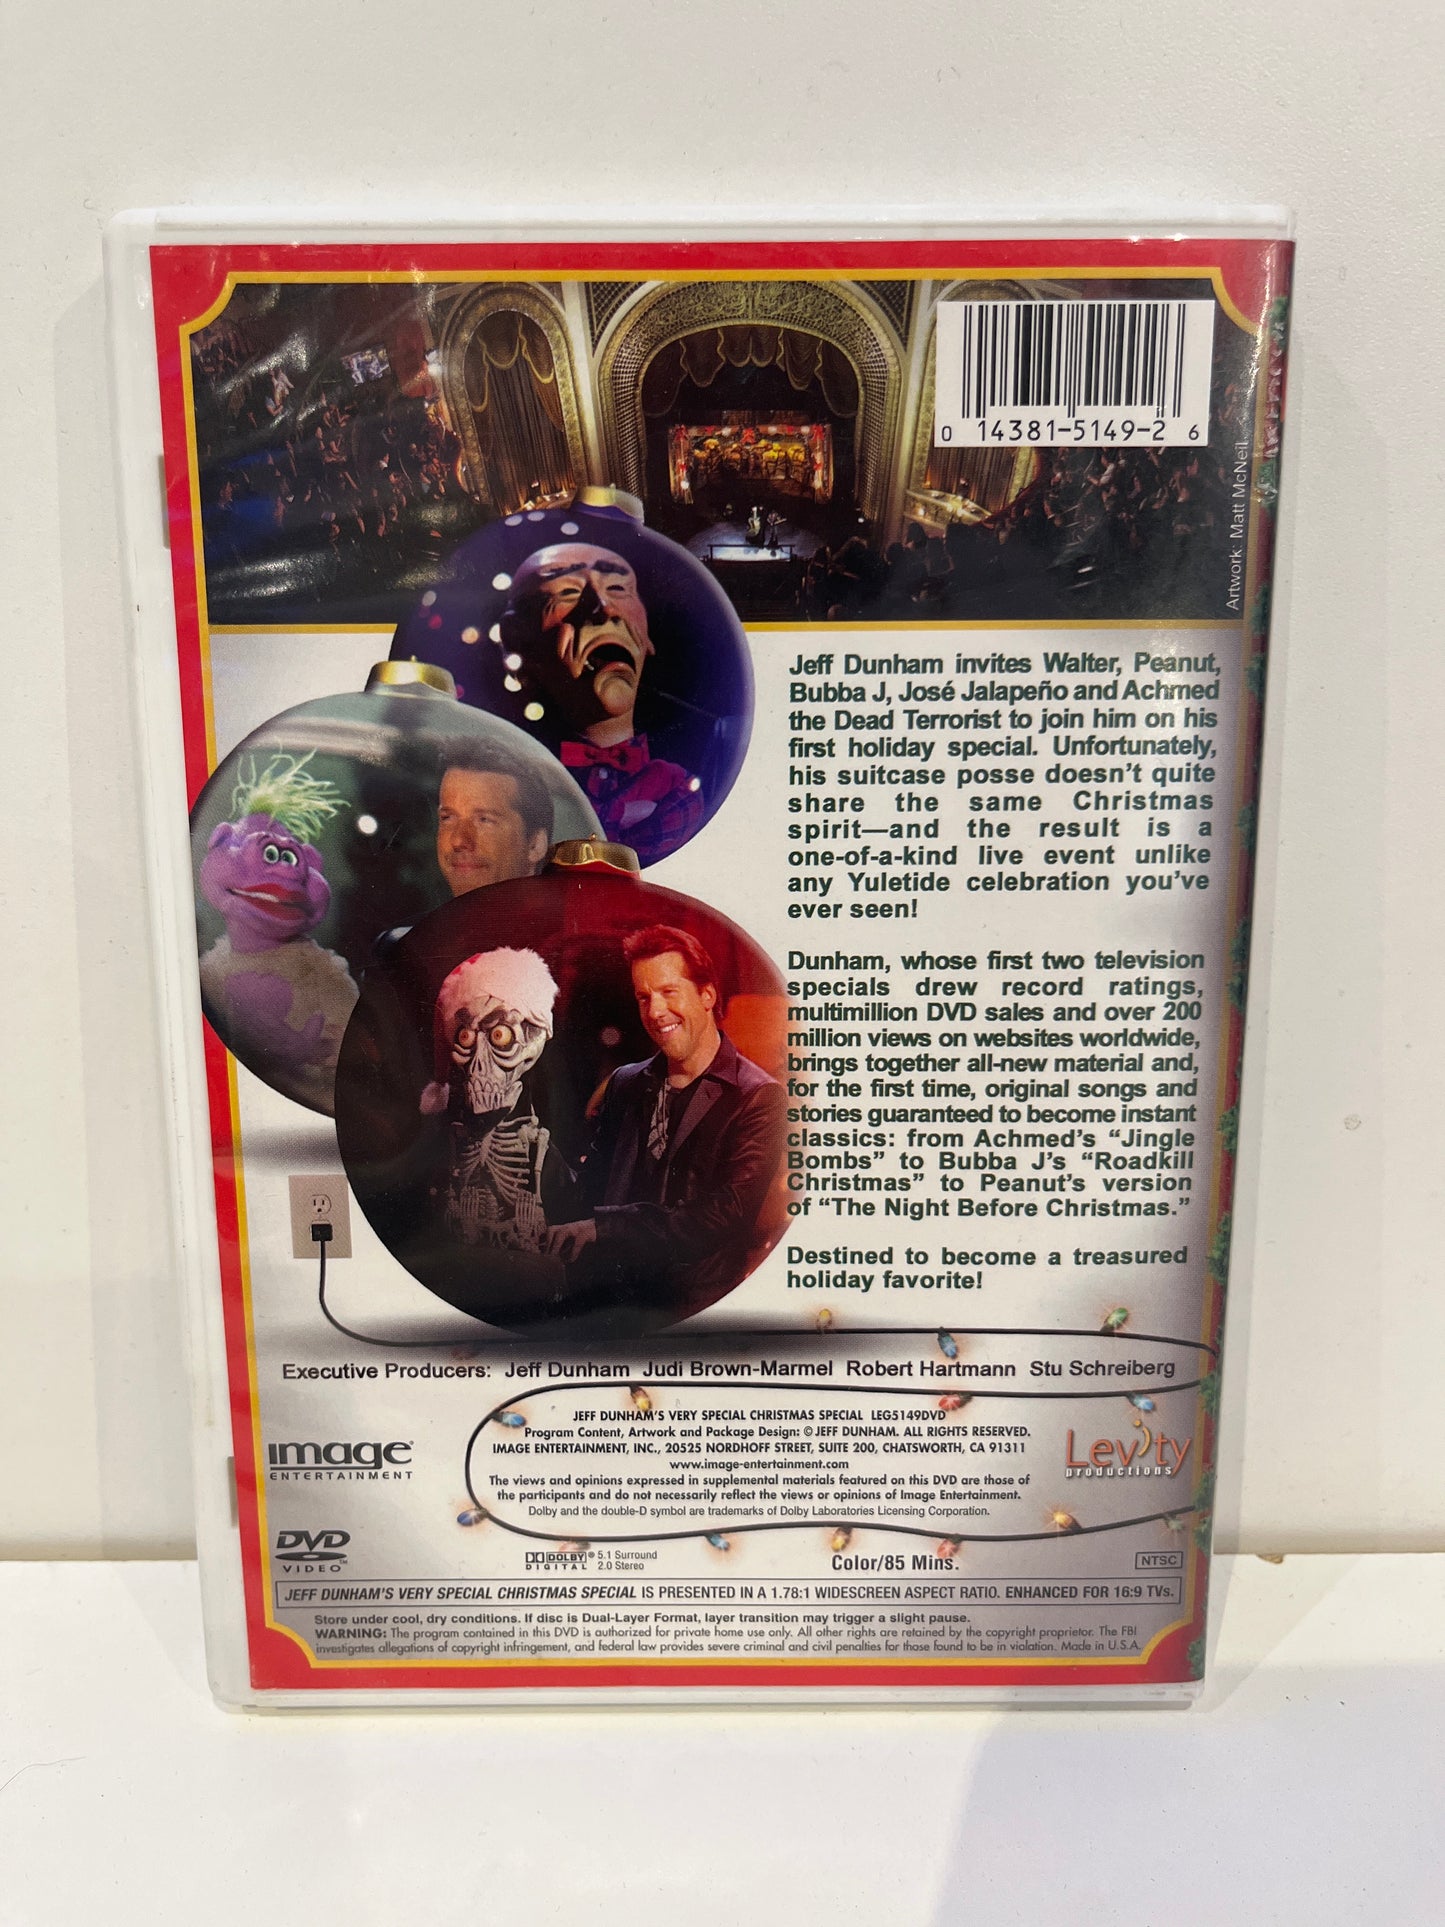 0 14381-5149-2 6
Artwork: Matt McNeil
Jeff Dunham invites Walter, Peanut,
Bubba J, José Jalapeño and Achmed
the Dead Terrorist to join him on his
first holiday special. Unfortunately,
his suitcase posse doesn't quite
share the same Christmas
spirit—and the result is a
one-of-a-kind live event unlike
any Yuletide celebration you've
ever seen!
Dunham, whose first two television
specials drew record ratings,
multimillion DVD sales and over 200
million views on websites worldwide,
brings together all-new material and,
for the first time, original songs and
stories guaranteed to become instant
classics: from Achmed's "Jingle
Bombs" to Bubba J's "Roadkill
Christmas" to Peanut's version
of "The Night Before Christmas."
Destined to become a treasured
holiday favorite!
Executive Producers: Jeff Dunham Judi Brown-Marmel Robert Hartmann Stu Schreiberg
JEFF DUNHAM'S VERY SPECIAL CHRISTMAS SPECIAL LEG5149DVD
Program Content, Artwork and Package Design: © JEFF DUNHAM. ALL RIGHTS RESERVED.
IMAGE ENTERTAINMENT, INC., 20525 NORDHOFF STREET, SUITE 200, CHATSWORTH, CA 91311
www.image-entertainment.com
The views and opinions expressed in supplemental materials featured on this DVD are those of
the participants and do not necessarily reflect the views or opinions of Image Entertainment.
Dolby and the double-D symbol are trademarks of Dolby Laboratories Licensing Corporation.
image®
ENTERTAINMENT
Levity
productions
DVD
VIDEO™
DOLBY®
DIGITAL
5.1 Surround
2.0 Stereo
Color/85 Mins.
NTSC
JEFF DUNHAM'S VERY SPECIAL CHRISTMAS SPECIAL IS PRESENTED IN A 1.78:1 WIDESCREEN ASPECT RATIO. ENHANCED FOR 16:9 TVs.
Store under cool, dry conditions. If disc is Dual-Layer Format, layer transition may trigger a slight pause.
WARNING: The program contained in this DVD is authorized for private home use only. All other rights are retained by the copyright proprietor. The FBI
investigates allegations of copyright infringement, and federal law provides severe criminal and civil penalties for those found to be in violation. Made in U.S.A.